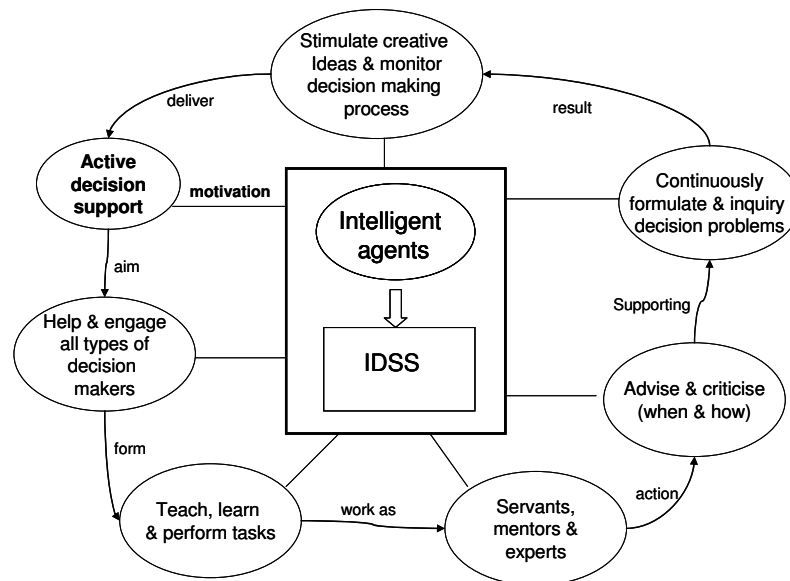 Stimulate creative
Ideas & monitor
decision making
process
deliver
result
Active
decision
support
motivation
Intelligent
agents
Continuously
formulate & inquiry
decision problems
aim
Supporting
Help & engage
all types of
decision
makers
IDSS
Advise & criticise
(when & how)
form
action
Teach, learn
& perform tasks
work as
Servants,
mentors &
experts